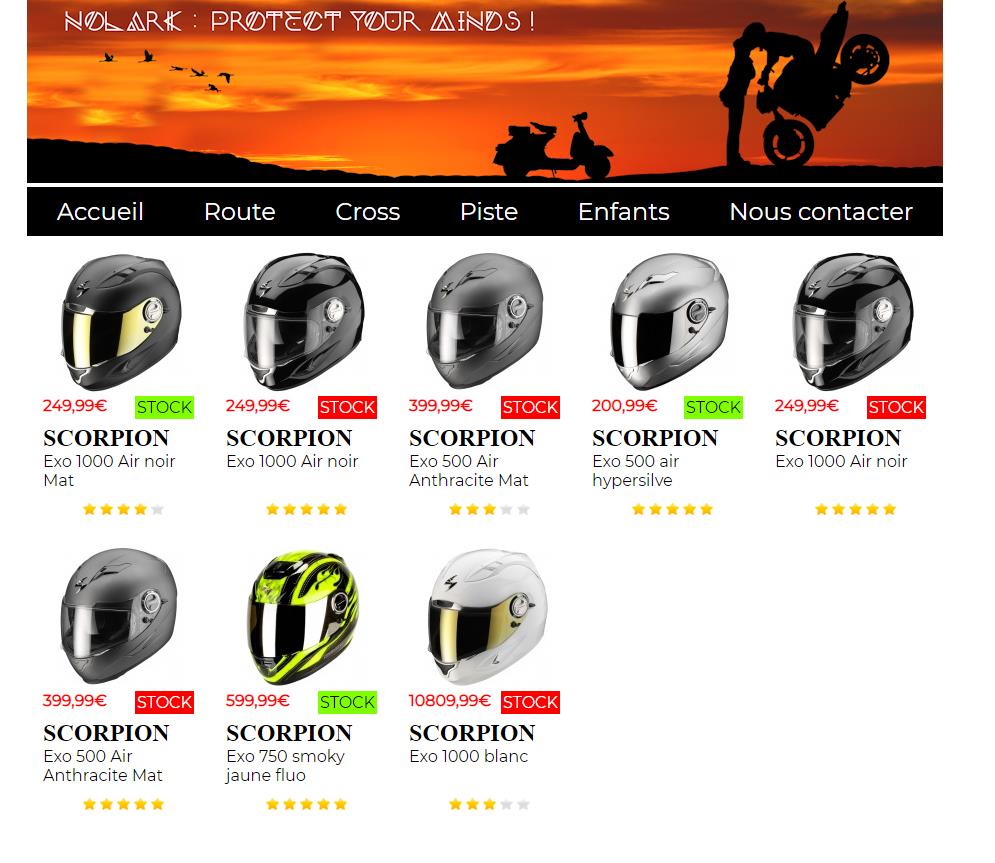 NOLARK : PROTECT YOUR MINDS !
Accueil Route Cross Piste Enfants Nous contacter
249,99€ STOCK
SCORPION
Exo 1000 Air noir
Mat
249,99€ STOCK
SCORPION
Exo 1000 Air noir
399,99€ STOCK
SCORPION
Exo 500 Air
Anthracite Mat
200,99€ STOCK
SCORPION
Exo 500 air
hypersilve
249,99€ STOCK
SCORPION
Exo 1000 Air noir
399,99€ STOCK
SCORPION
Exo 500 Air
Anthracite Mat
599,99€ STOCK
SCORPION
Exo 750 smoky
jaune fluo
10809,99€ STOCK
SCORPION
Exo 1000 blanc